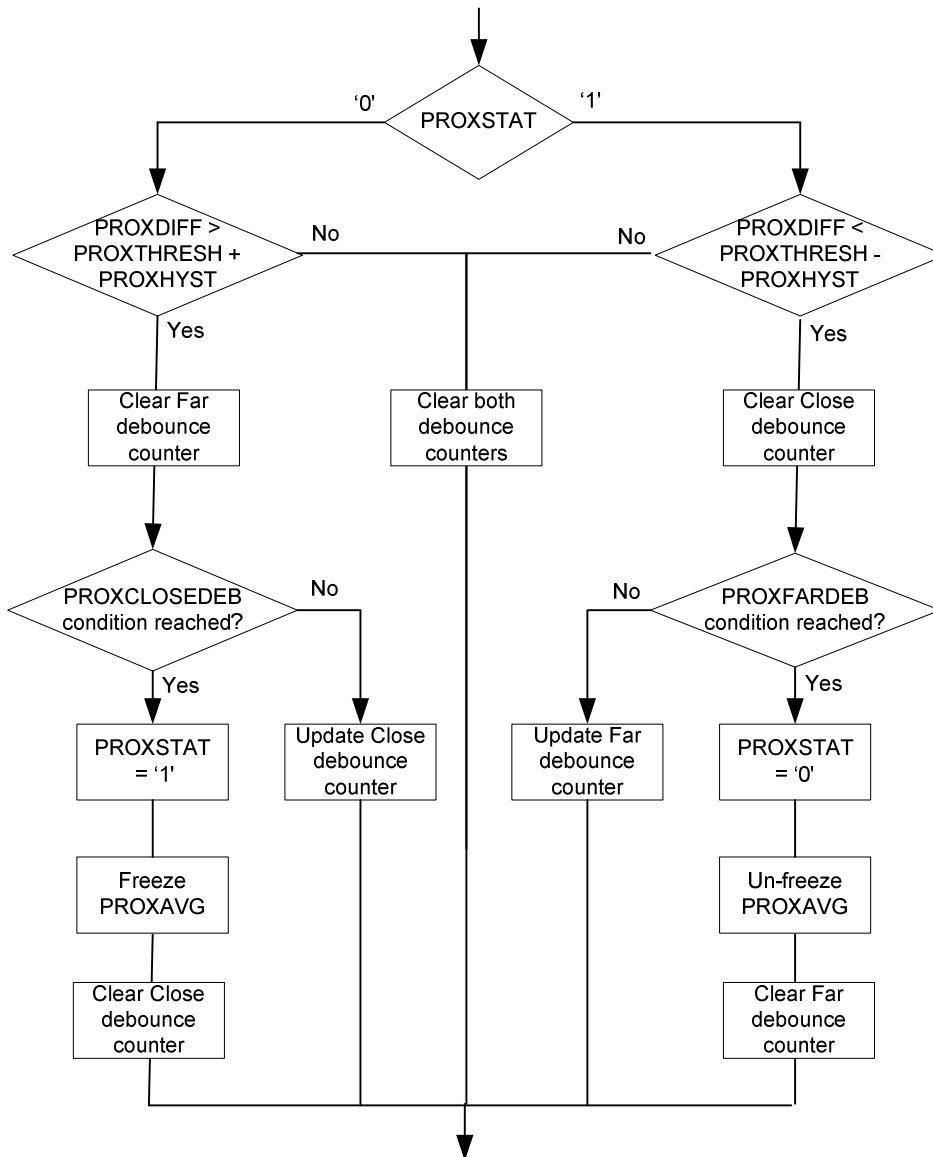 ‘0’
‘1’
PROXSTAT
PROXDIFF >
PROXTHRESH +
PROXHYST
No
No
PROXDIFF <
PROXTHRESH -
PROXHYST
Yes
Yes
Clear Far
debounce
counter
Clear both
debounce
counters
Clear Close
debounce
counter
PROXCLOSEDEB
condition reached?
No
No
PROXFARDEB
condition reached?
Yes
Yes
PROXSTAT
= ‘1’
Update Close
debounce
counter
Update Far
debounce
counter
PROXSTAT
= ‘0’
Freeze
PROXAVG
Un-freeze
PROXAVG
Clear Close
debounce
counter
Clear Far
debounce
counter